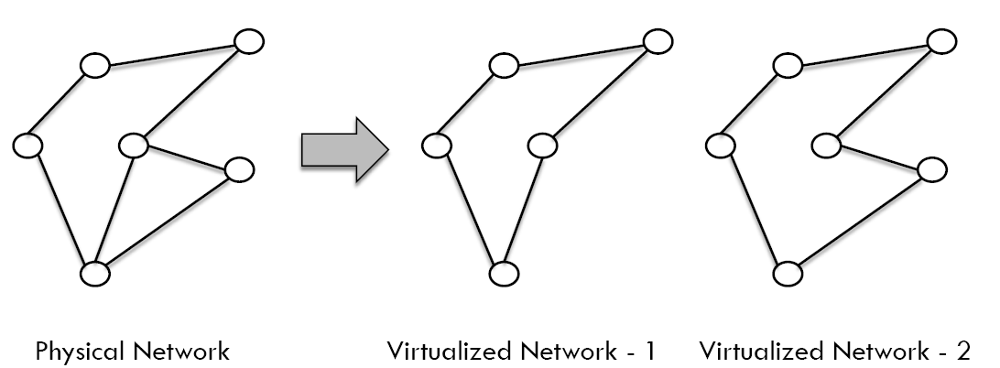 Physical Network
Virtualized Network - 1
Virtualized Network - 2